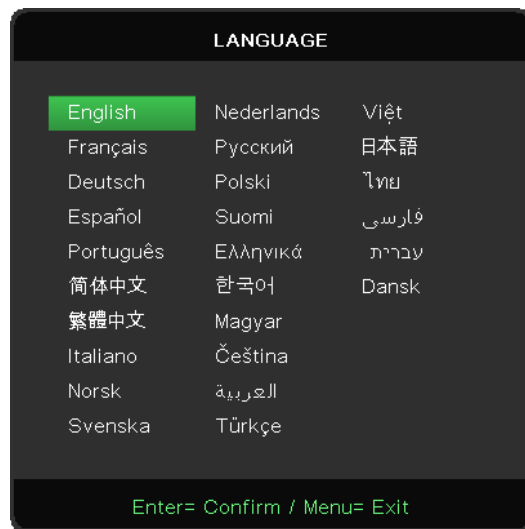 LANGUAGE
English
Français
Deutsch
Español
Português
简体中文
繁體中文
Italiano
Norsk
Svenska
Nederlands
Русский
Polski
Suomi
Ελληνικά
한국어
Magyar
Čeština
العربية
Türkçe
Việt
日本語
ไทย
فارسی
עברית
Dansk
Enter= Confirm / Menu= Exit